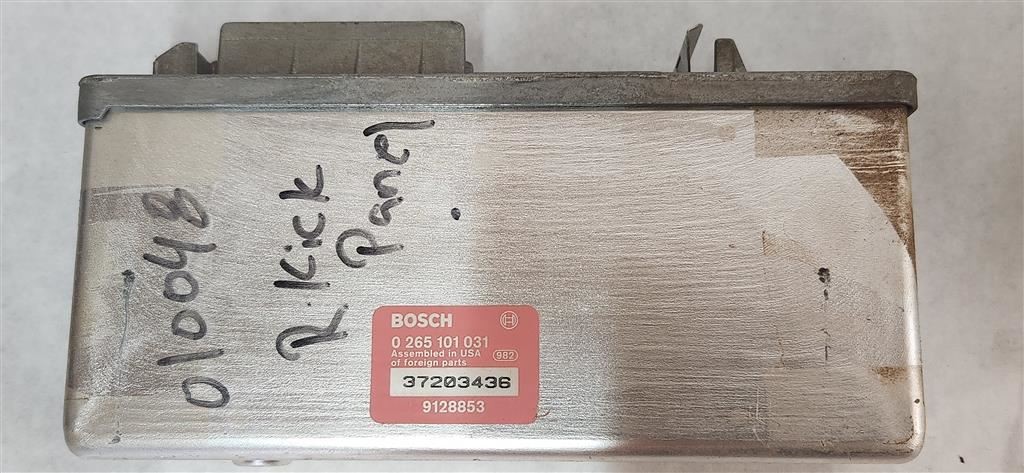 010048
R. Kick
Panel
BOSCH
0 265 101 031
Assembled in USA 982
of foreign parts
37203436
9128853